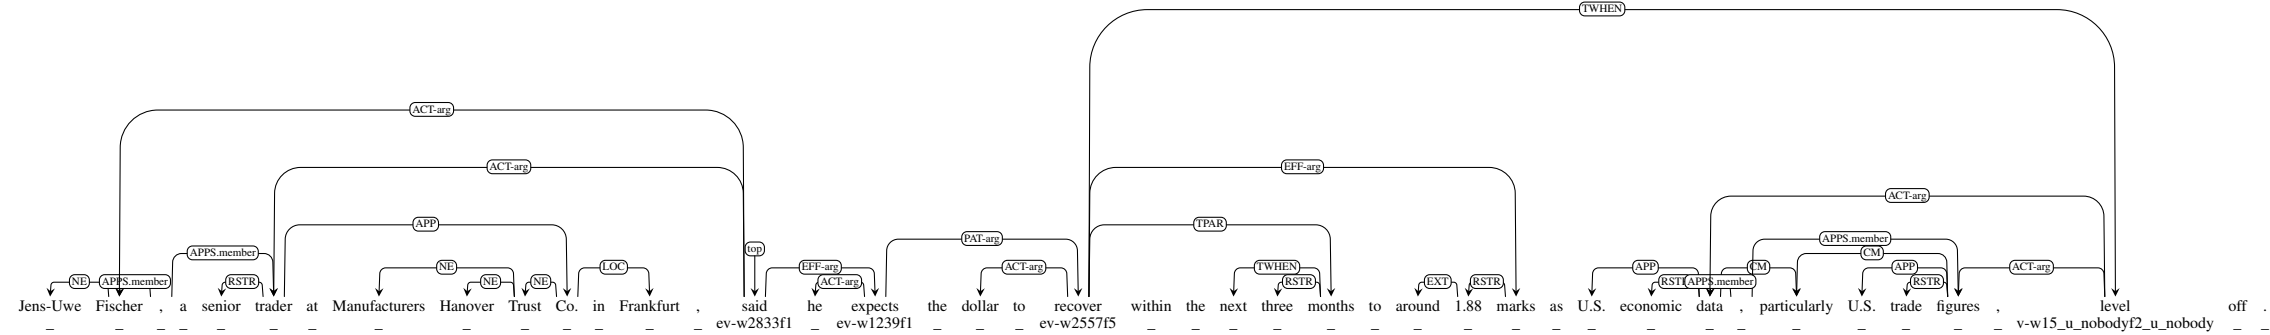 TWHEN
ACT-arg
ACT-arg EFF-arg
ACT-arg
APP TPAR
PAT-arg APPS.member
APPS.member top CM
NE LOC EFF-arg ACT-arg TWHEN APP CM APP ACT-arg
NE APPS.member RSTR NE NE ACT-arg RSTR EXT RSTR RSTR APPS.member RSTR
Jens-Uwe Fischer , a senior trader at Manufacturers Hanover Trust Co. in Frankfurt , said he expects the dollar to recover within the next three months to around 1.88 marks as U.S. economic data , particularly U.S. trade figures , level off .
_ _ _ _ _ _ _ _ _ _ _ _ _ _ ev-w2833f1 _ ev-w1239f1 _ _ _ ev-w2557f5 _ _ _ _ _ _ _ _ _ _ _ _ _ _ _ _ _ _ _ v-w15_u_nobodyf2_u_nobody _ _